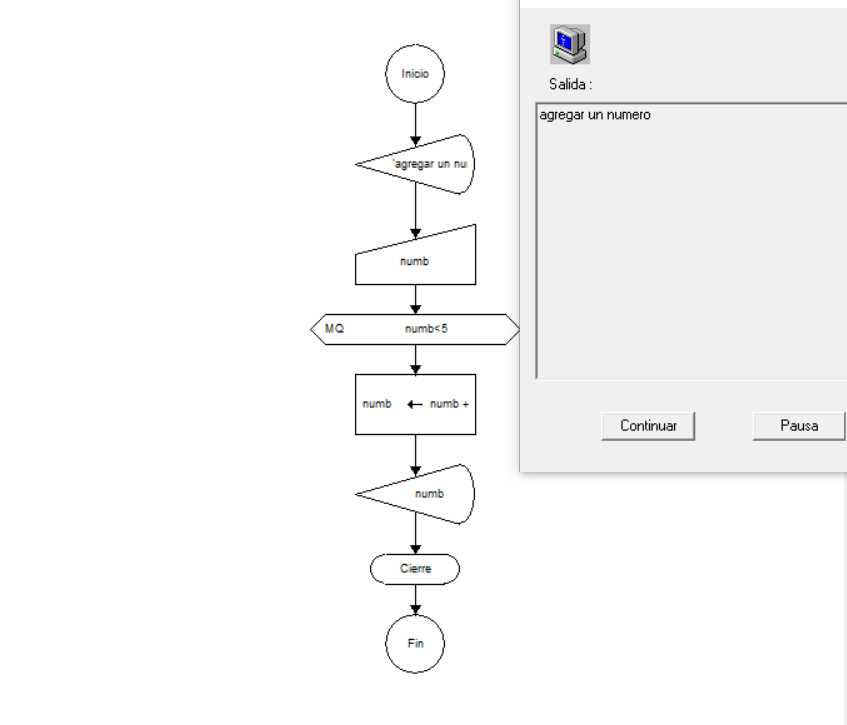 Inicio
'agregar un nu
numb
MQ numb<5
numb ← numb +
numb
Cierre
Fin
Salida :
agregar un numero
Continuar
Pausa